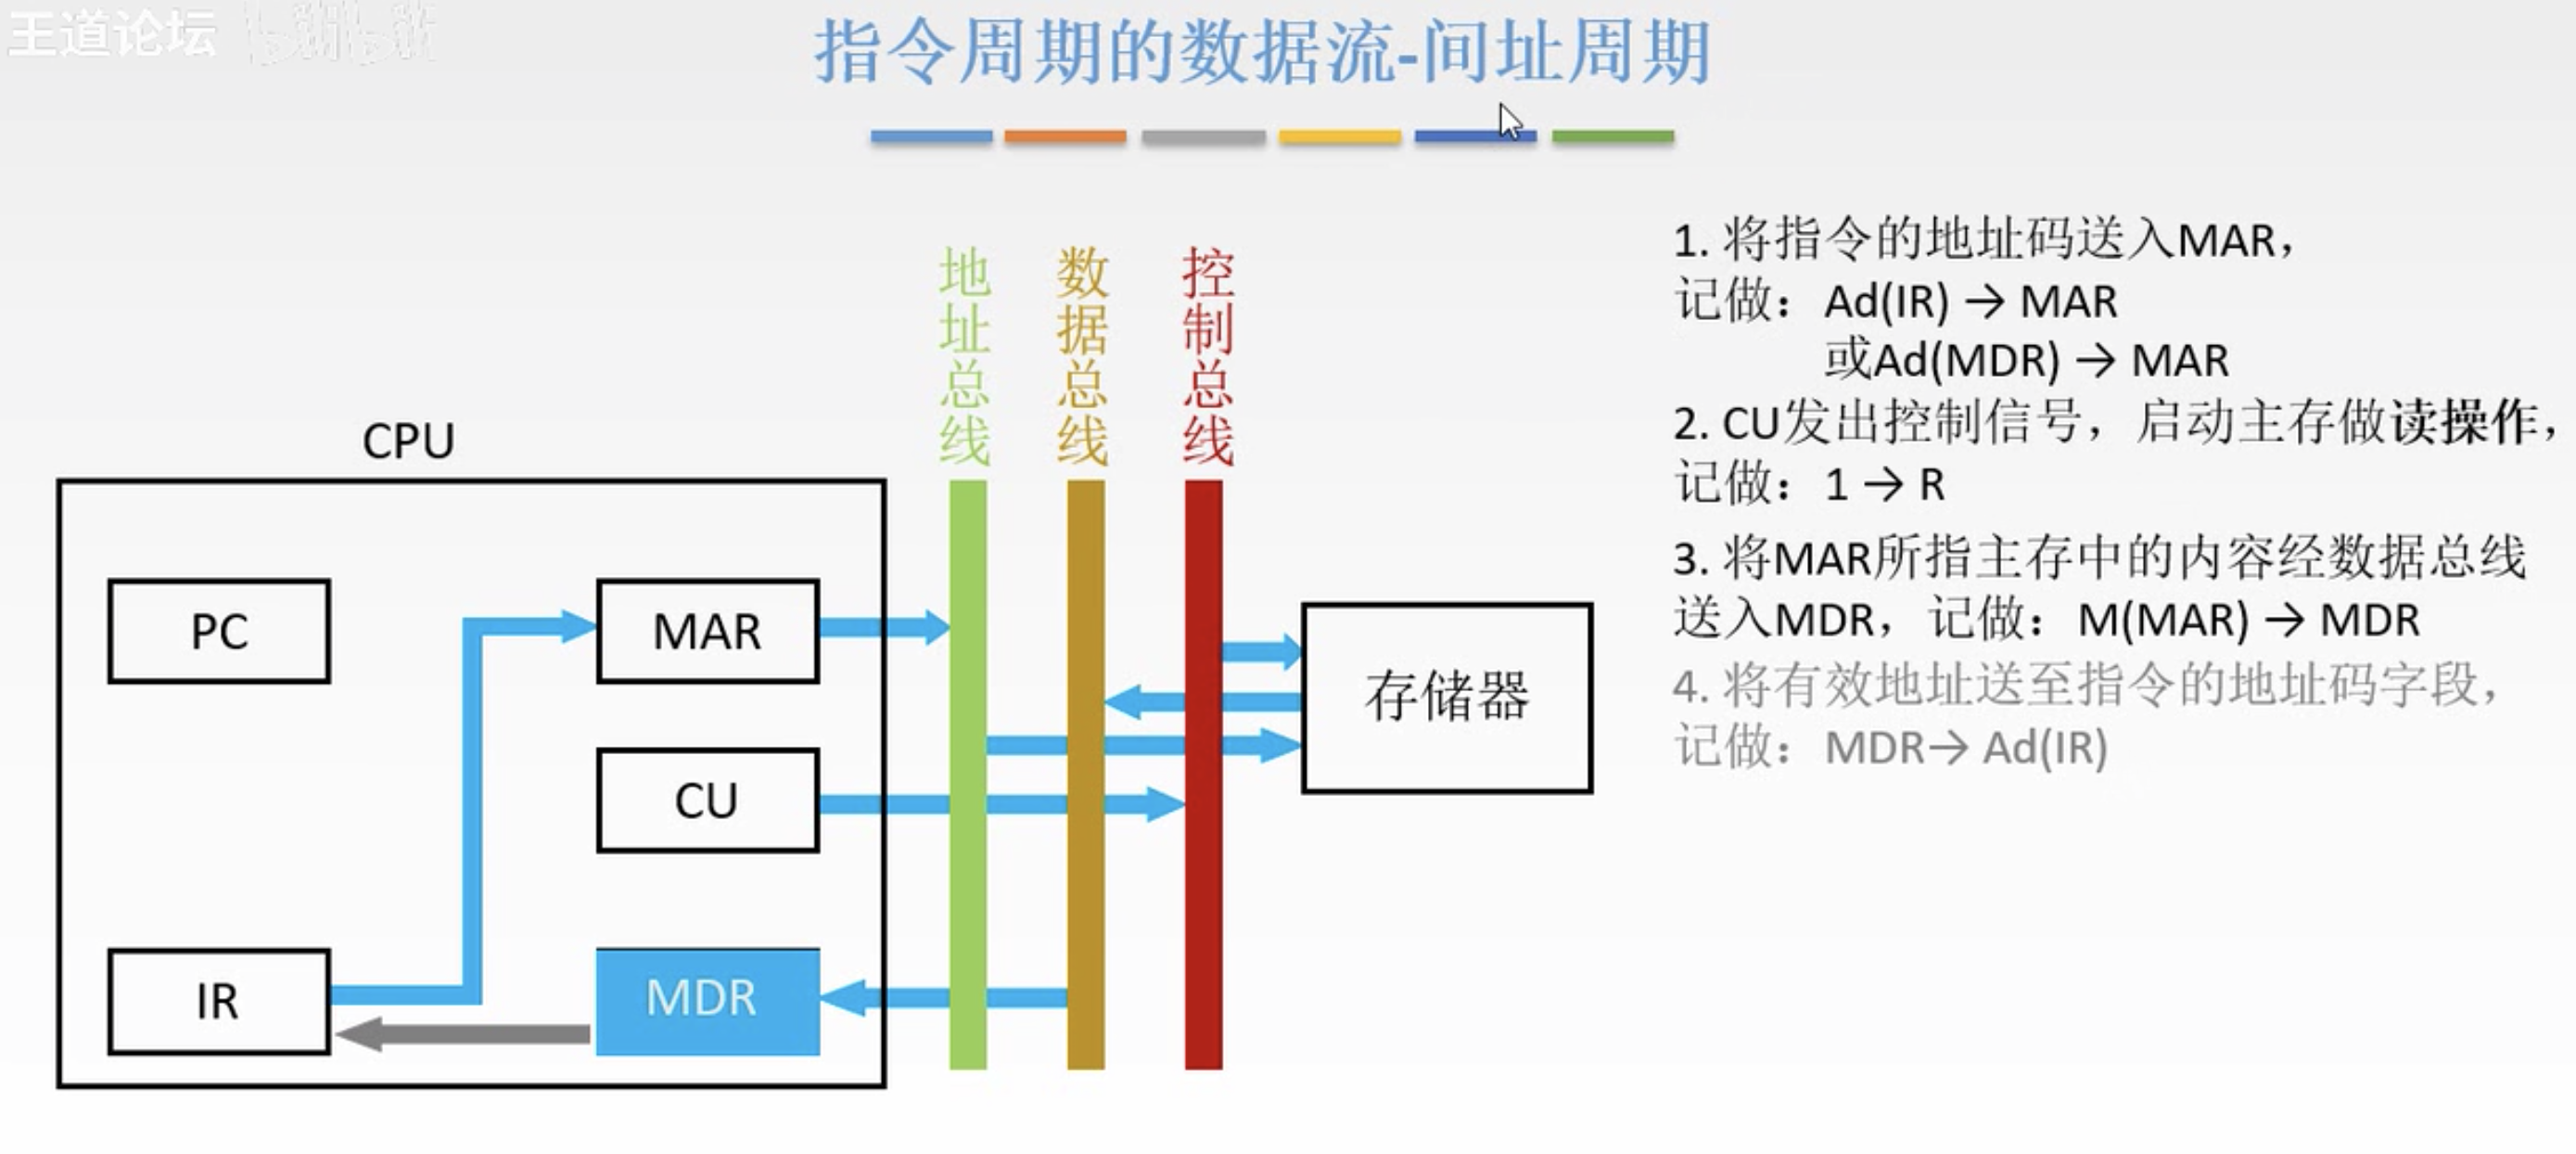 王道论坛 bilibili
指令周期的数据流-间址周期
地址总线
数据总线
控制总线
CPU
PC
MAR
CU
IR
MDR
存储器
1. 将指令的地址码送入MAR，
记做：Ad(IR) → MAR
或Ad(MDR) → MAR
2. CU发出控制信号，启动主存做读操作，
记做：1 → R
3. 将MAR所指主存中的内容经数据总线
送入MDR，记做：M(MAR) → MDR
4. 将有效地址送至指令的地址码字段，
记做：MDR→ Ad(IR)